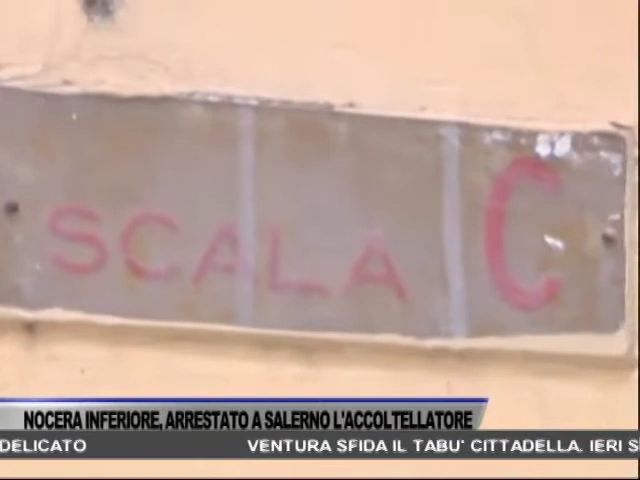 SCALA C
NOCERA INFERIORE, ARRESTATO A SALERNO L'ACCOLTELLATORE
DELICATO VENTURA SFIDA IL TABU' CITTADELLA. IERI